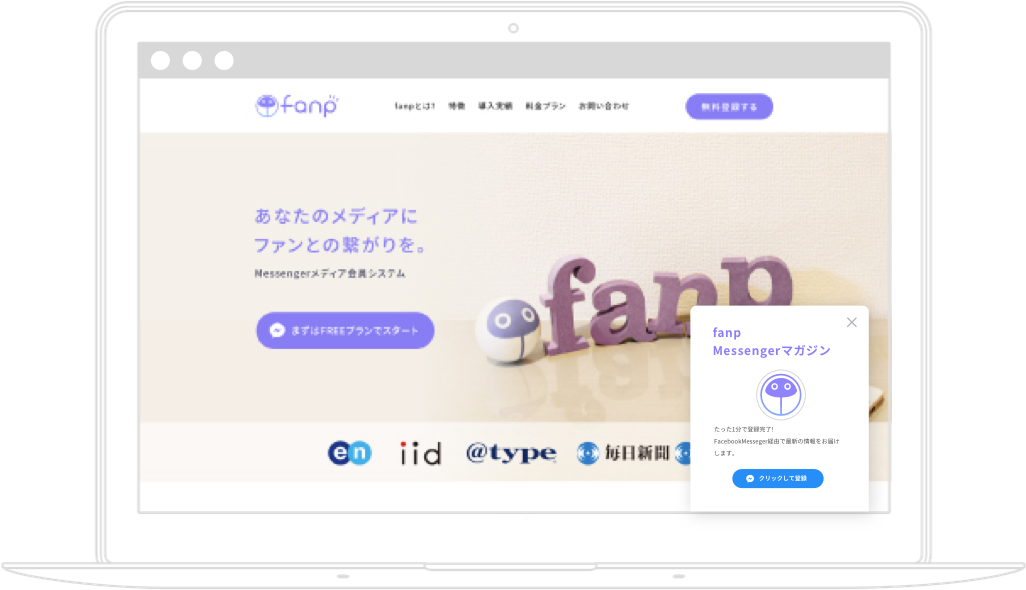 fanp
fanpとは? 特徴 導入実績 料金プラン お問い合わせ
無料登録する
あなたのメディアに
ファンとの繋がりを。
Messengerメディア会員システム
まずはFREEプランでスタート
fanp
en iid @type 毎日新聞
fanp
Messengerマガジン
たった1分で登録完了!
FacebookMesseger経由で最新の情報をお届け
します。
クリックして登録